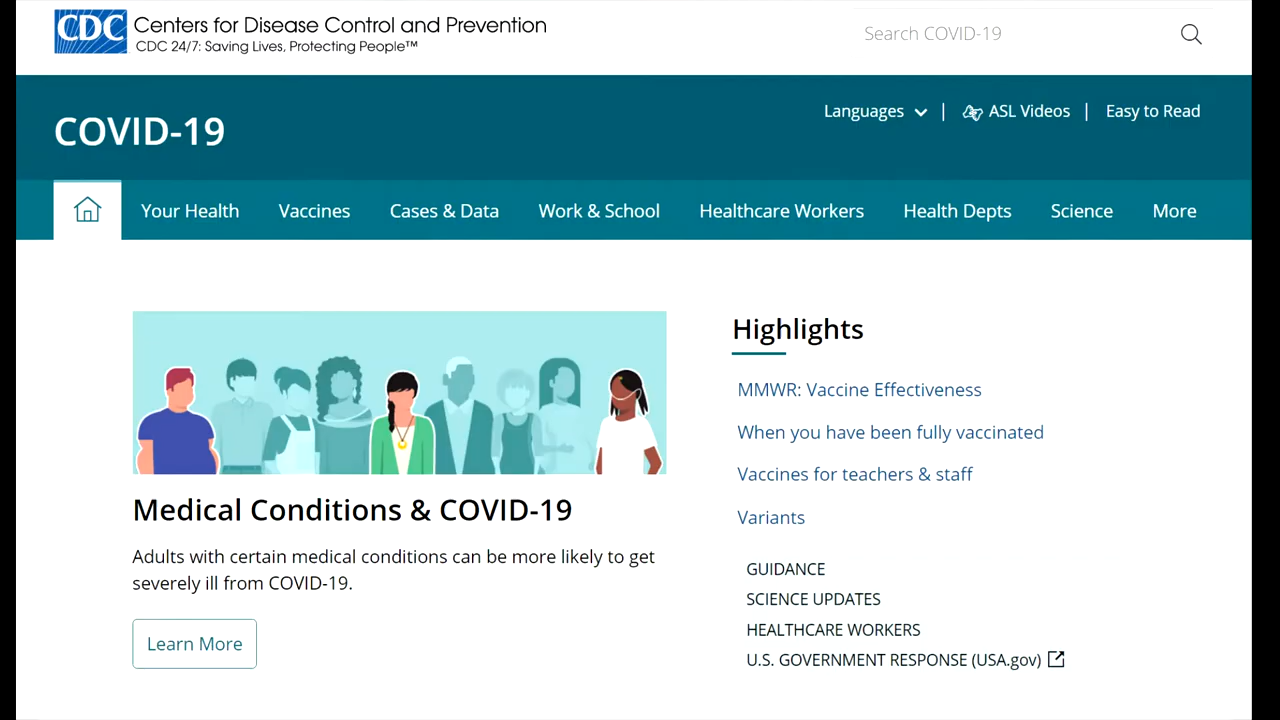 CDC Centers for Disease Control and Prevention
CDC 24/7: Saving Lives, Protecting People™
Search COVID-19
Languages | ASL Videos | Easy to Read
COVID-19
Your Health Vaccines Cases & Data Work & School Healthcare Workers Health Depts Science More
Medical Conditions & COVID-19
Adults with certain medical conditions can be more likely to get
severely ill from COVID-19.
Learn More
Highlights
MMWR: Vaccine Effectiveness
When you have been fully vaccinated
Vaccines for teachers & staff
Variants
GUIDANCE
SCIENCE UPDATES
HEALTHCARE WORKERS
U.S. GOVERNMENT RESPONSE (USA.gov)